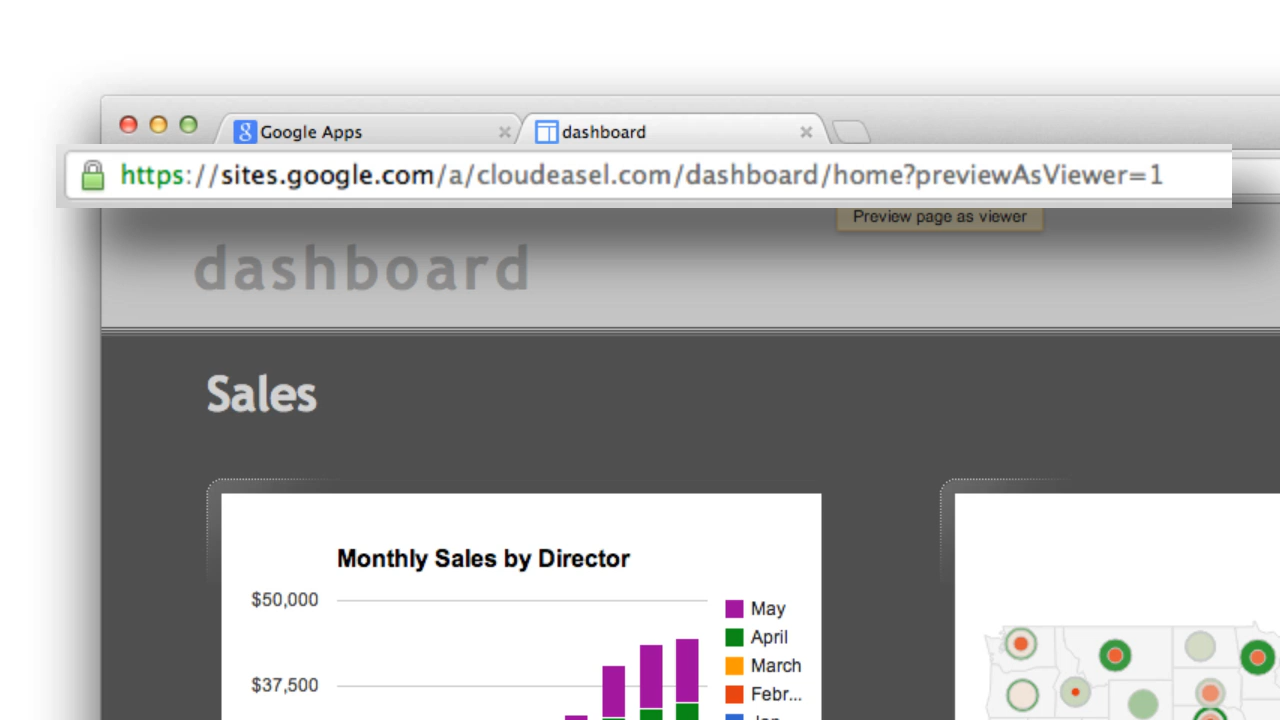 Google Apps
dashboard
https://sites.google.com/a/cloudeasel.com/dashboard/home?previewAsViewer=1
Preview page as viewer
dashboard
Sales
Monthly Sales by Director
$50,000
May
April
March
$37,500
Febr...
Jan